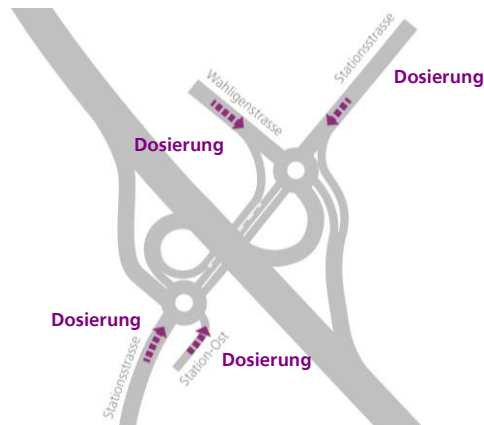 Stationsstrasse
Dosierung
Wahligenstrasse
Dosierung
Dosierung
Stationsstrasse
Station-Ost
Dosierung